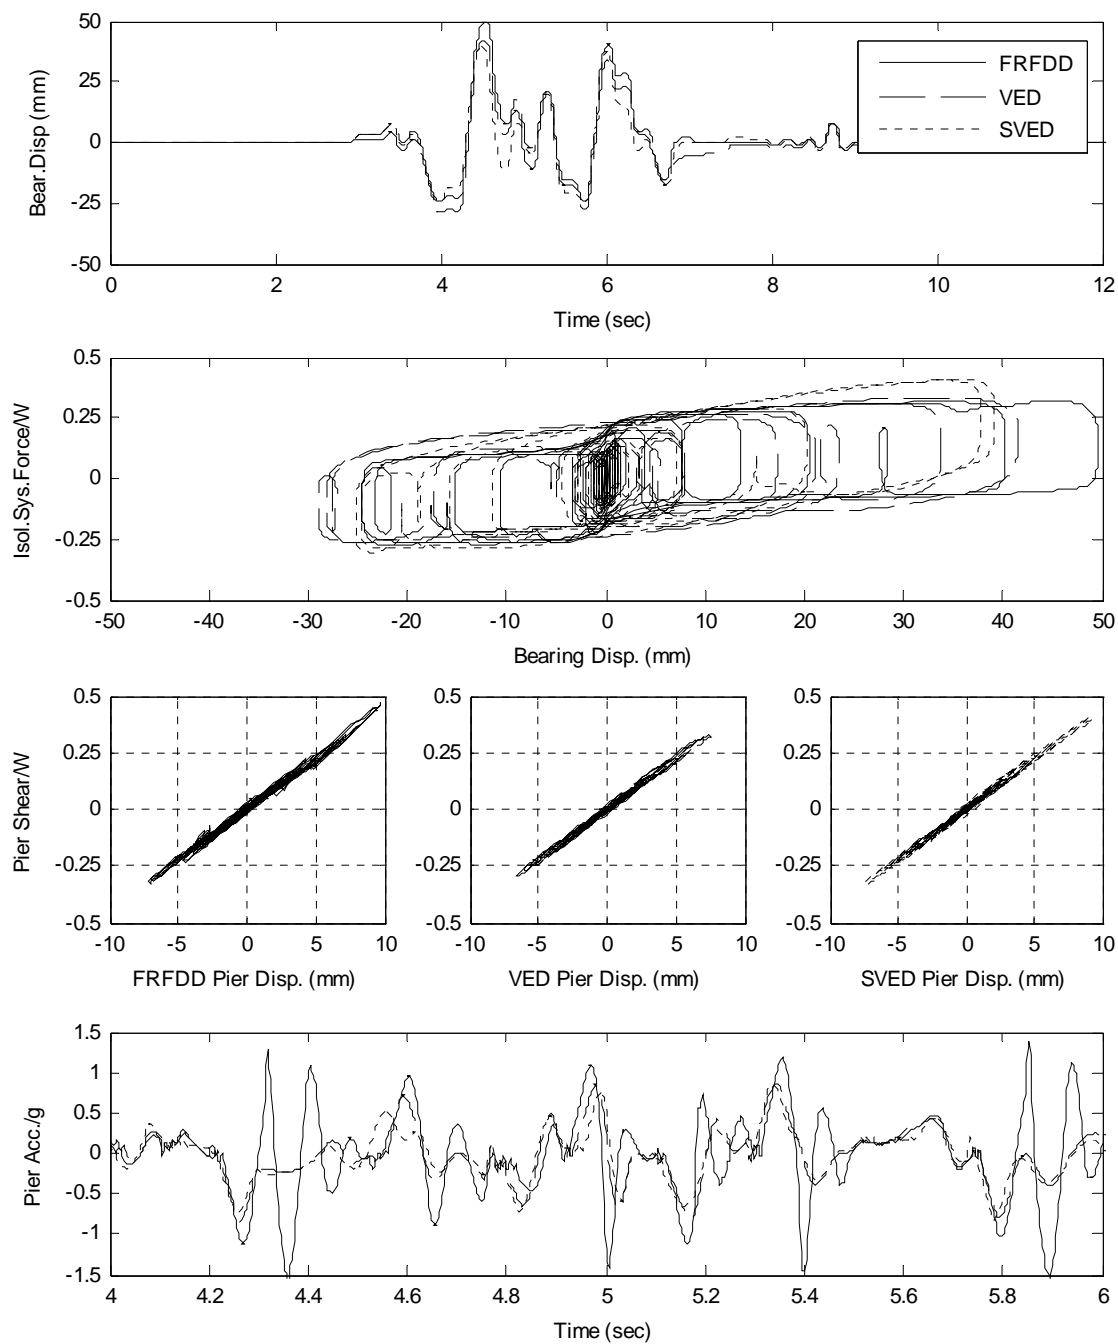 50
25
0
-25
-50
Bear.Disp (mm)
FRFDD
VED
SVED
0 2 4 6 8 10 12
Time (sec)
0.5
0.25
0
-0.25
-0.5
Isol.Sys.Force/W
-50 -40 -30 -20 -10 0 10 20 30 40 50
Bearing Disp. (mm)
0.5
0.25
0
-0.25
-0.5
Pier Shear/W
-10 -5 0 5 10
FRFDD Pier Disp. (mm)
0.5
0.25
0
-0.25
-0.5
-10 -5 0 5 10
VED Pier Disp. (mm)
0.5
0.25
0
-0.25
-0.5
-10 -5 0 5 10
SVED Pier Disp. (mm)
1.5
1
0.5
0
-0.5
-1
-1.5
Pier Acc./g
4 4.2 4.4 4.6 4.8 5 5.2 5.4 5.6 5.8 6
Time (sec)